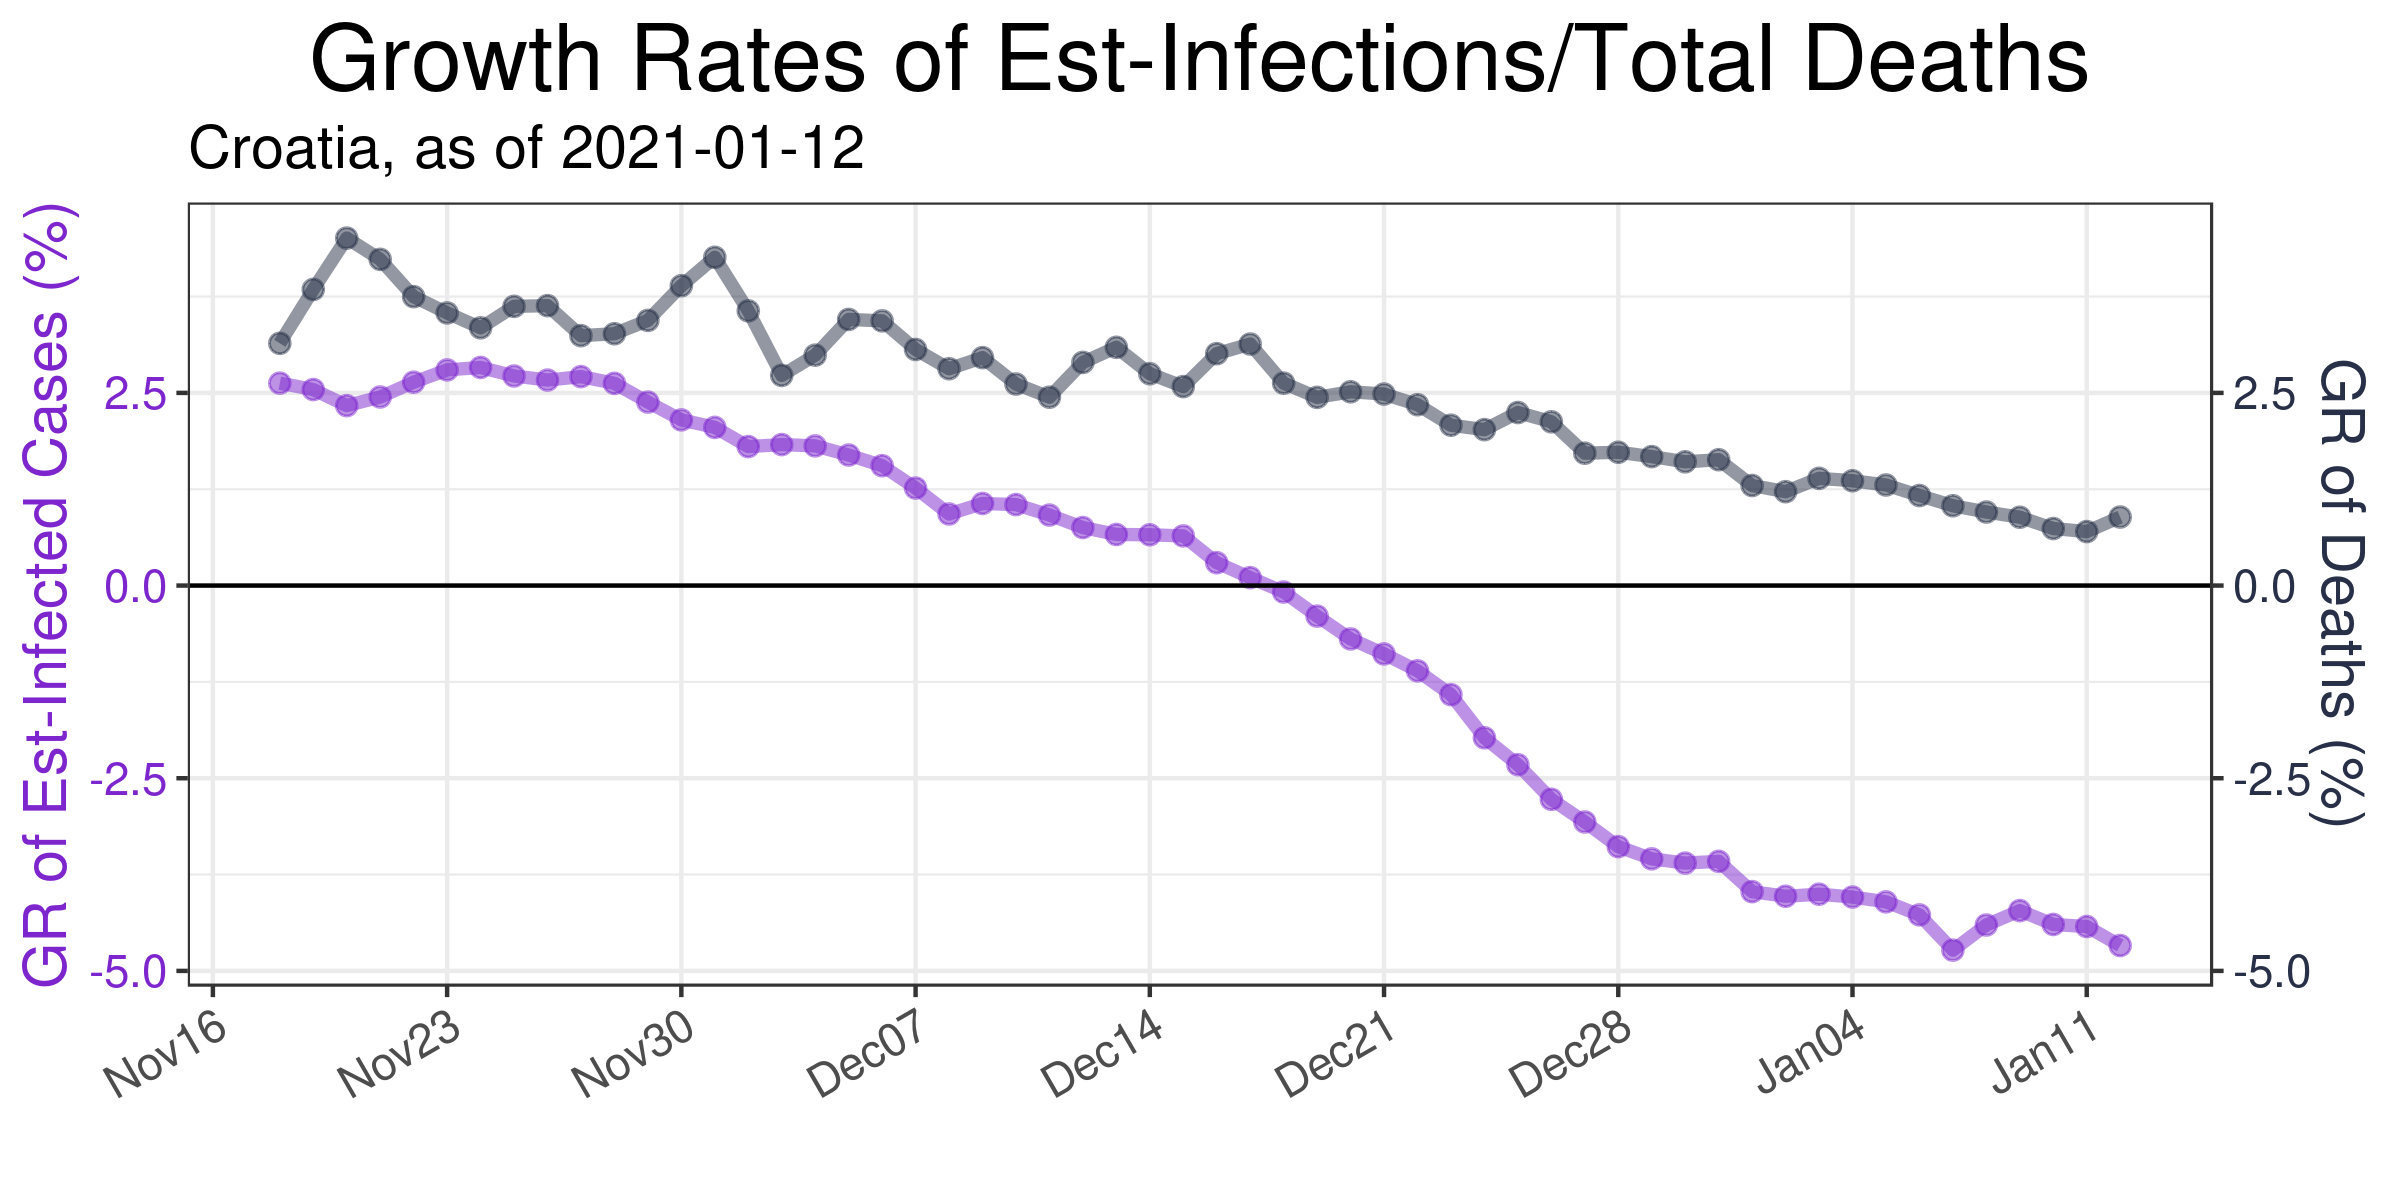 Growth Rates of Est-Infections/Total Deaths
Croatia, as of 2021-01-12
GR of Est-Infected Cases (%)
2.5
0.0
-2.5
-5.0
GR of Deaths (%)
2.5
0.0
-2.5
-5.0
Nov16
Nov23
Nov30
Dec07
Dec14
Dec21
Dec28
Jan04
Jan11